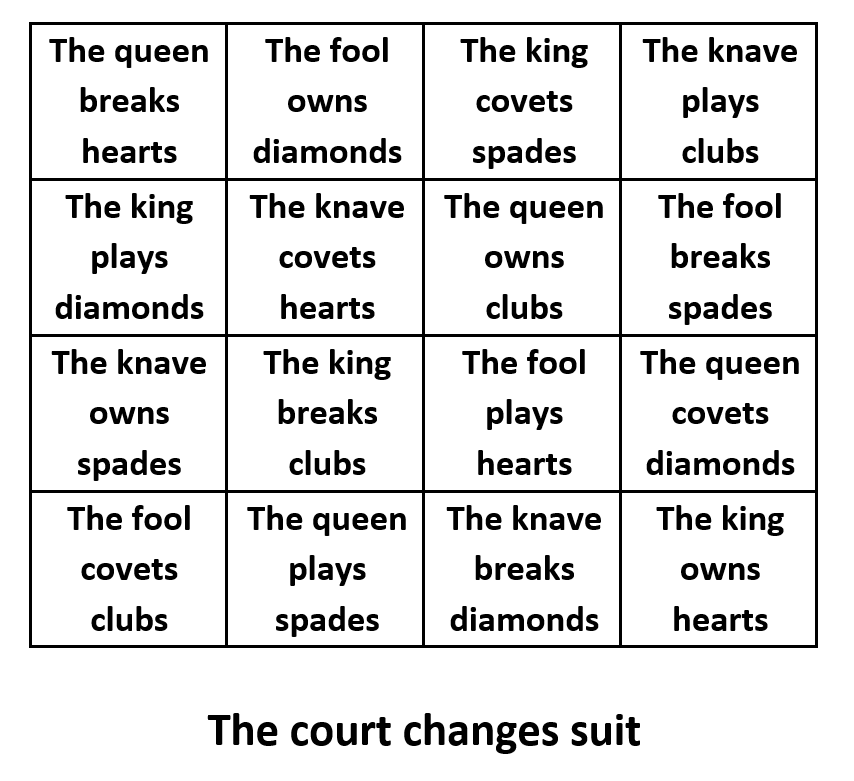 The queen
breaks
hearts
The fool
owns
diamonds
The king
covets
spades
The knave
plays
clubs
The king
plays
diamonds
The knave
covets
hearts
The queen
owns
clubs
The fool
breaks
spades
The knave
owns
spades
The king
breaks
clubs
The fool
plays
hearts
The queen
covets
diamonds
The fool
covets
clubs
The queen
plays
spades
The knave
breaks
diamonds
The king
owns
hearts
The court changes suit